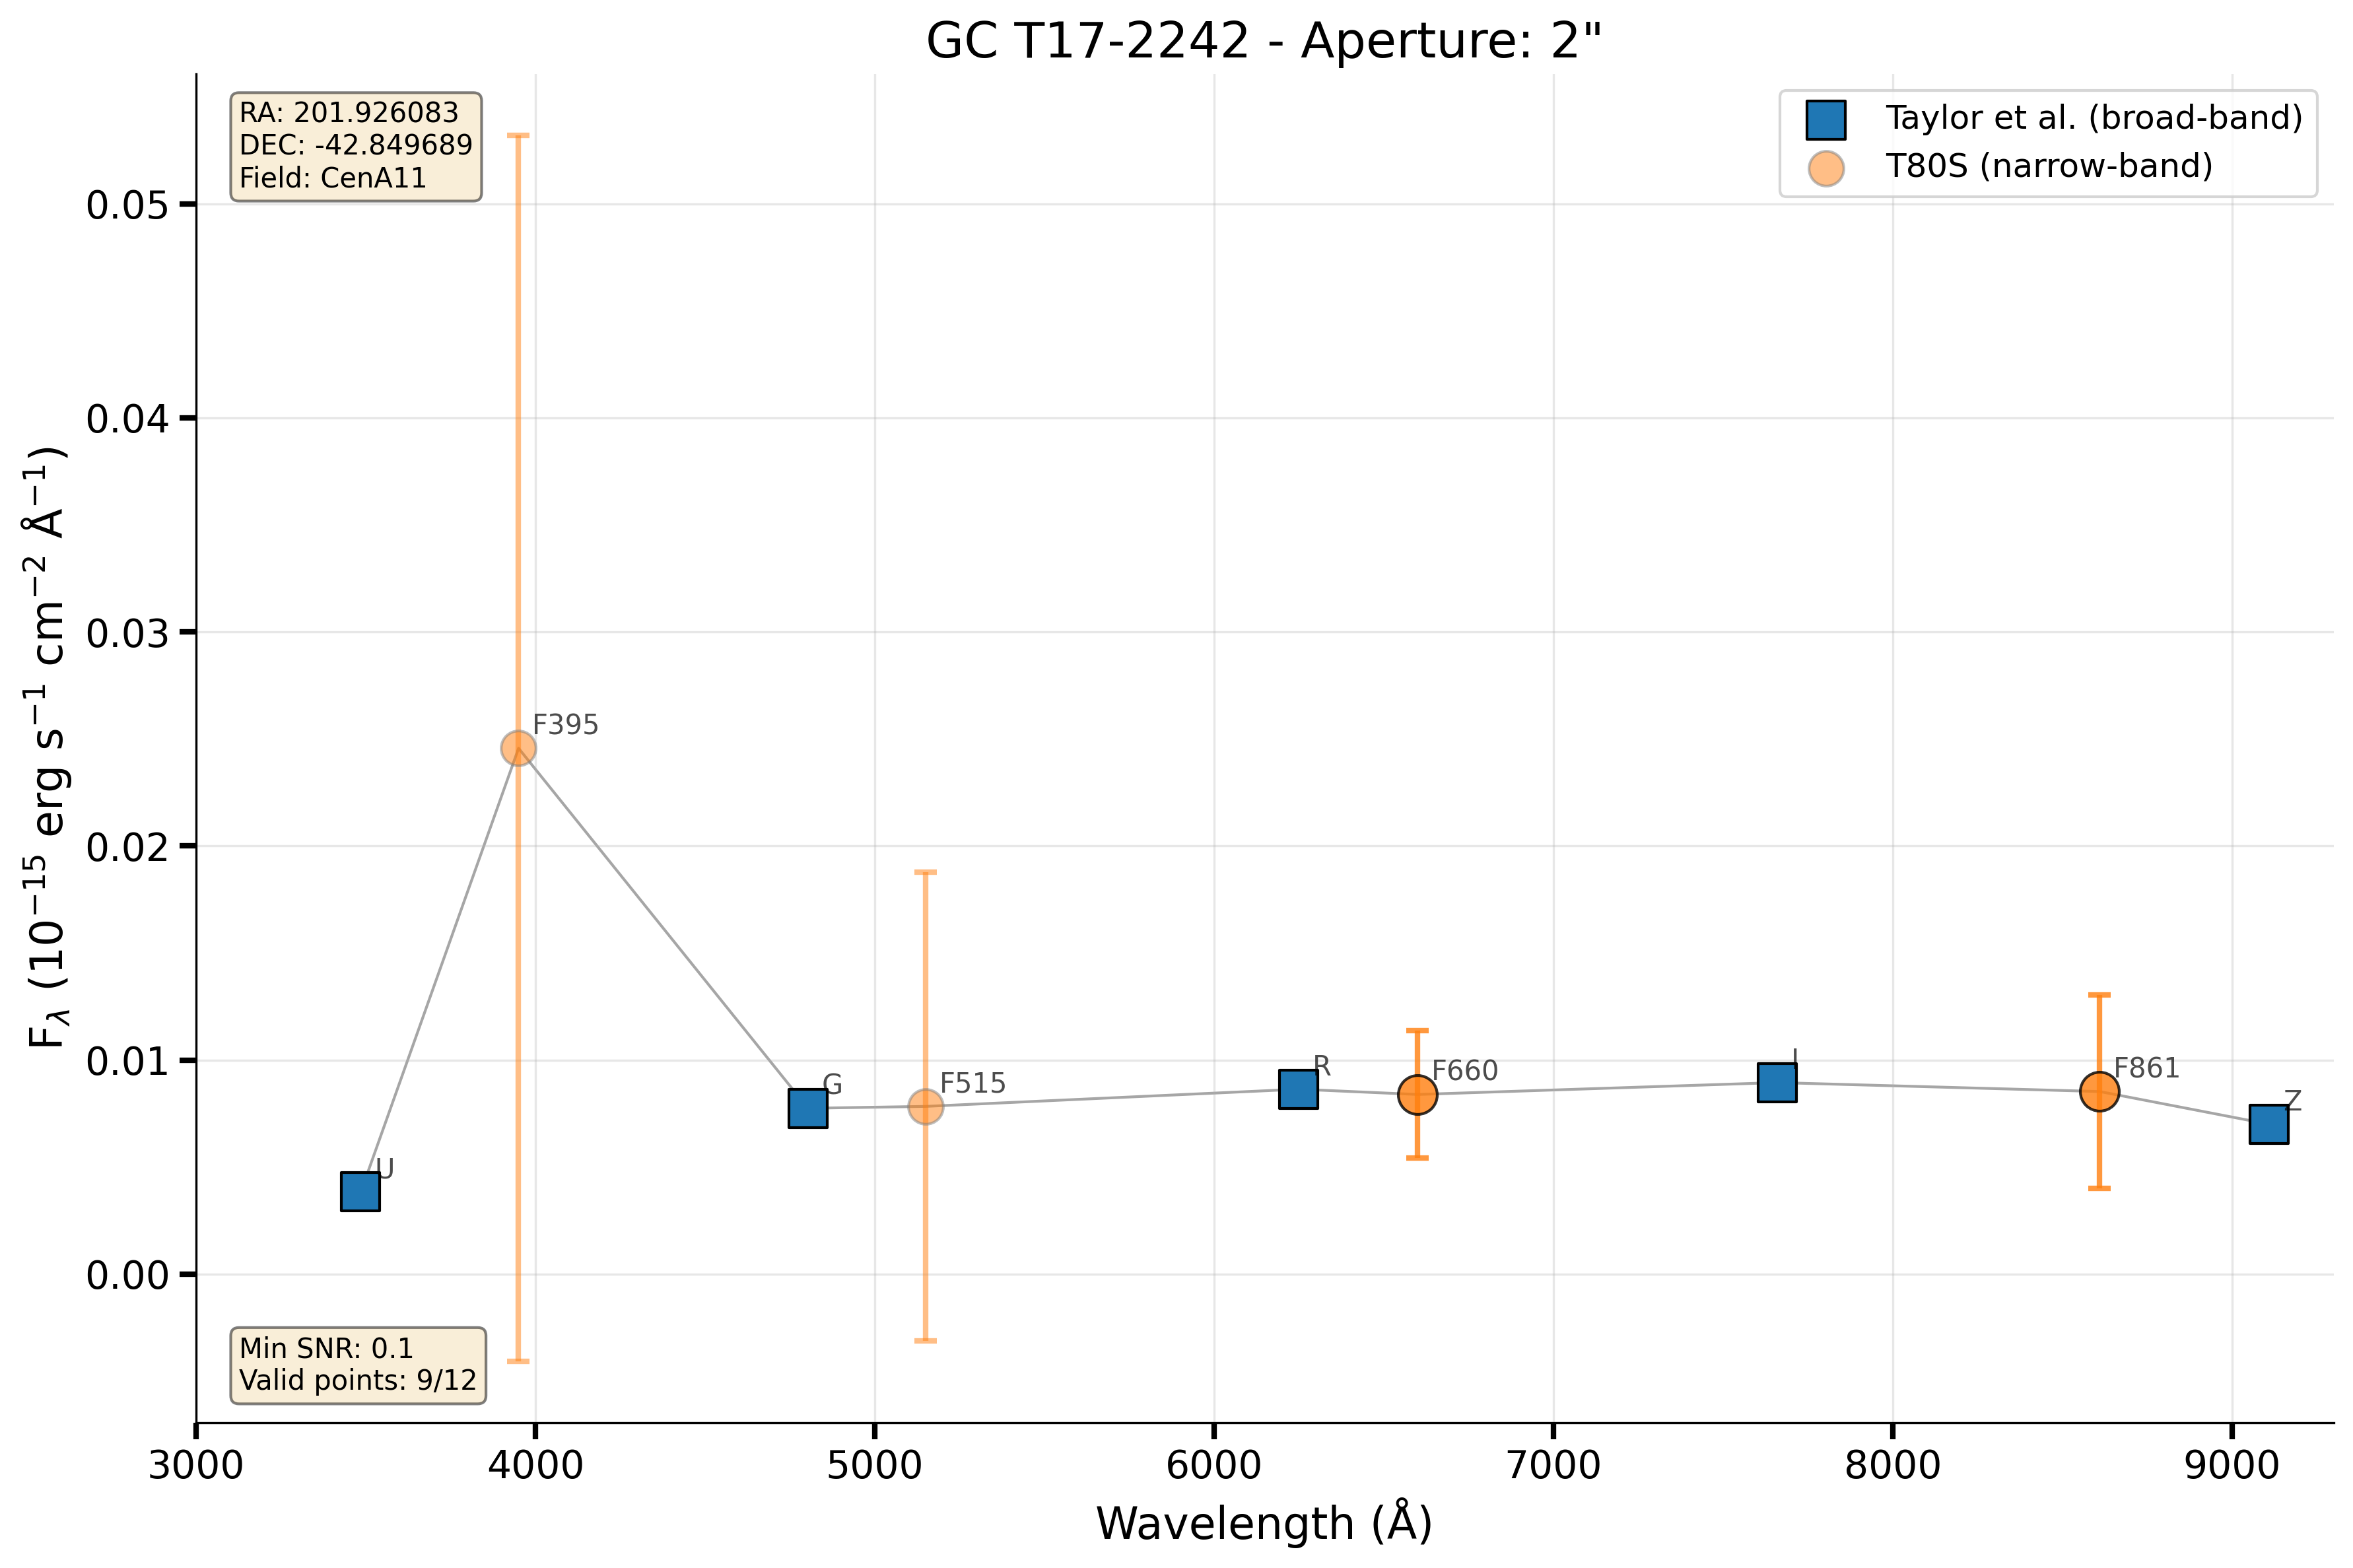 GC T17-2242 - Aperture: 2"
RA: 201.926083
DEC: -42.849689
Field: CenA11
Taylor et al. (broad-band)
T80S (narrow-band)
F$_{\lambda}$ (10$^{-15}$ erg s$^{-1}$ cm$^{-2}$ Å$^{-1}$)
0.05
0.04
0.03
0.02
0.01
0.00
F395
U
G
F515
R
F660
I
F861
Z
Min SNR: 0.1
Valid points: 9/12
3000 4000 5000 6000 7000 8000 9000
Wavelength (Å)